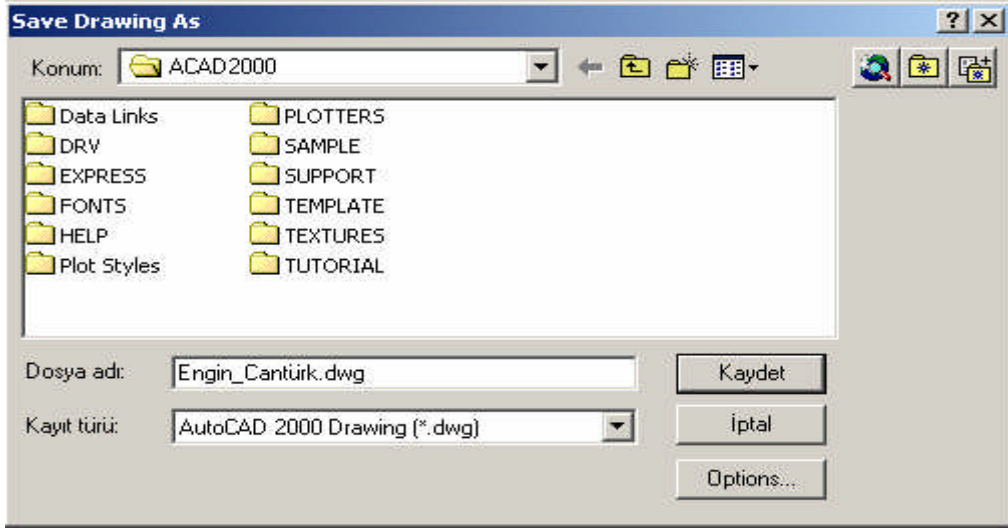 Save Drawing As
Konum: ACAD2000
Data Links
DRV
EXPRESS
FONTS
HELP
Plot Styles
PLOTTERS
SAMPLE
SUPPORT
TEMPLATE
TEXTURES
TUTORIAL
Dosya adı: Engin_Cantürk.dwg Kaydet
Kayıt türü: AutoCAD 2000 Drawing (*.dwg) İptal
Options...